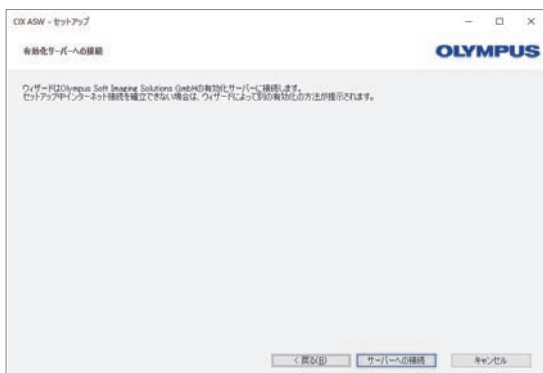 CIX ASW - セットアップ
有効化サーバーへの接続
OLYMPUS
ウィザードはOlympus Soft Imaging Solutions GmbHの有効化サーバーに接続します。
セットアップ中インターネット接続を確立できない場合は、ウィザードによって別の有効化の方法が提示されます。
< 戻る(B)
サーバーへの接続
キャンセル